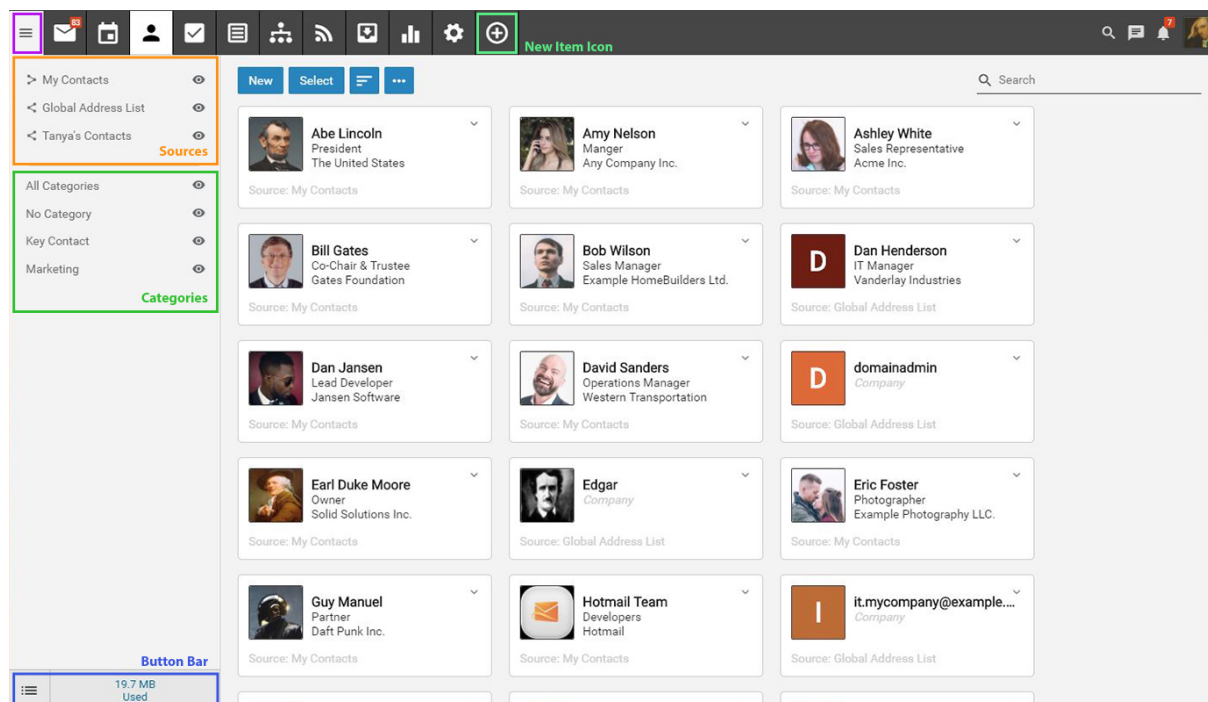 83
New Item Icon
7
My Contacts
Global Address List
Tanya's Contacts
Sources
All Categories
No Category
Key Contact
Marketing
Categories
Button Bar
19.7 MB
Used
New
Select
Search
Abe Lincoln
President
The United States
Source: My Contacts
Amy Nelson
Manger
Any Company Inc.
Source: My Contacts
Ashley White
Sales Representative
Acme Inc.
Source: My Contacts
Bill Gates
Co-Chair & Trustee
Gates Foundation
Source: My Contacts
Bob Wilson
Sales Manager
Example HomeBuilders Ltd.
Source: My Contacts
D
Dan Henderson
IT Manager
Vanderlay Industries
Source: Global Address List
Dan Jansen
Lead Developer
Jansen Software
Source: My Contacts
David Sanders
Operations Manager
Western Transportation
Source: My Contacts
D
domainadmin
Company
Source: Global Address List
Earl Duke Moore
Owner
Solid Solutions Inc.
Source: My Contacts
Edgar
Company
Source: Global Address List
Eric Foster
Photographer
Example Photography LLC.
Source: My Contacts
Guy Manuel
Partner
Daft Punk Inc.
Source: My Contacts
Hotmail Team
Developers
Hotmail
Source: My Contacts
I
it.mycompany@example....
Company
Source: Global Address List